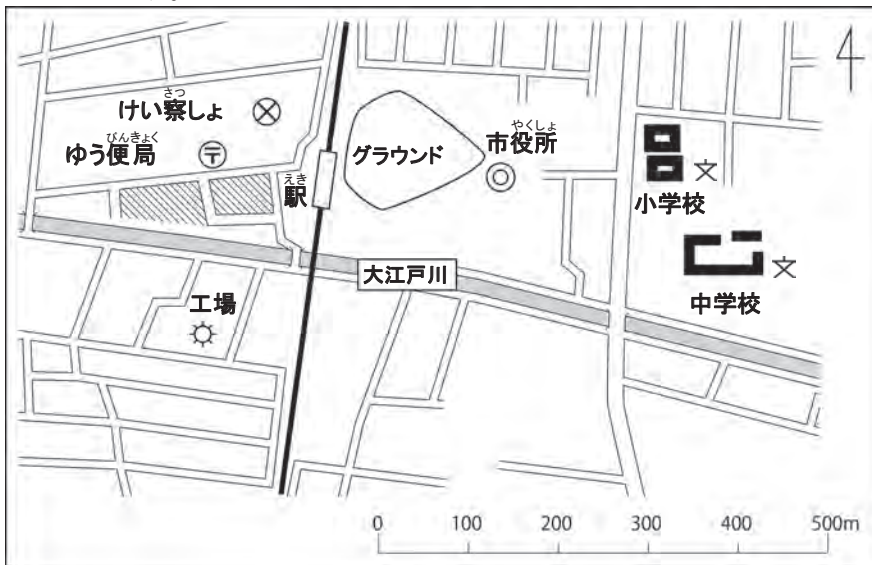 さつ
けい察しょ
びんきょく
ゆう便局
えき
駅
グラウンド
やくしょ
市役所
小学校
文
中学校
文
大江戸川
工場
0 100 200 300 400 500m